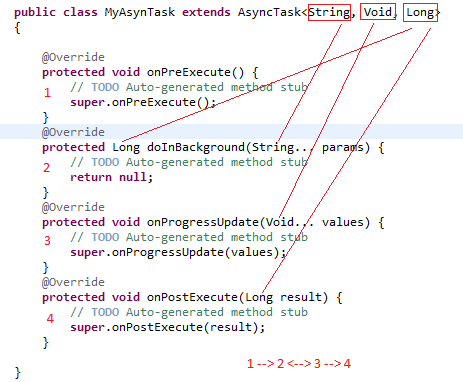 public class MyAsynTask extends AsyncTask<String, Void, Long>
{
@Override
protected void onPreExecute() {
1 // TODO Auto-generated method stub
super.onPreExecute();
}
@Override
protected Long doInBackground(String... params) {
2 // TODO Auto-generated method stub
return null;
}
@Override
protected void onProgressUpdate(Void... values) {
3 // TODO Auto-generated method stub
super.onProgressUpdate(values);
}
@Override
protected void onPostExecute(Long result) {
4 // TODO Auto-generated method stub
super.onPostExecute(result);
}
1 --> 2 <--> 3 --> 4
}